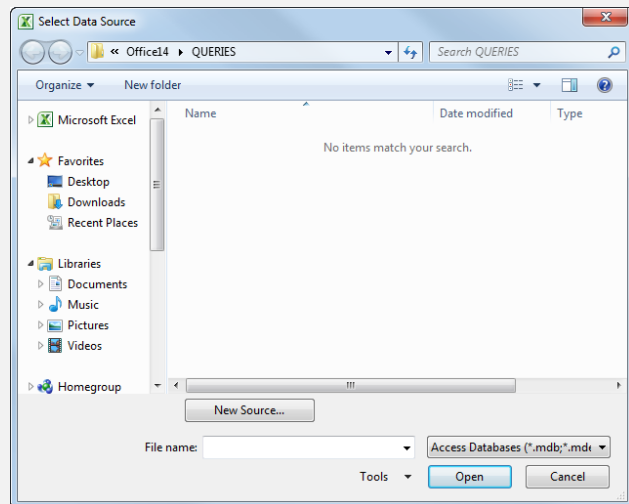 Select Data Source
« Office14 ▸ QUERIES
Search QUERIES
Organize
New folder
Name
Date modified
Type
No items match your search.
Microsoft Excel
Favorites
Desktop
Downloads
Recent Places
Libraries
Documents
Music
Pictures
Videos
Homegroup
New Source...
File name:
Access Databases (*.mdb;*.mde
Tools
Open
Cancel